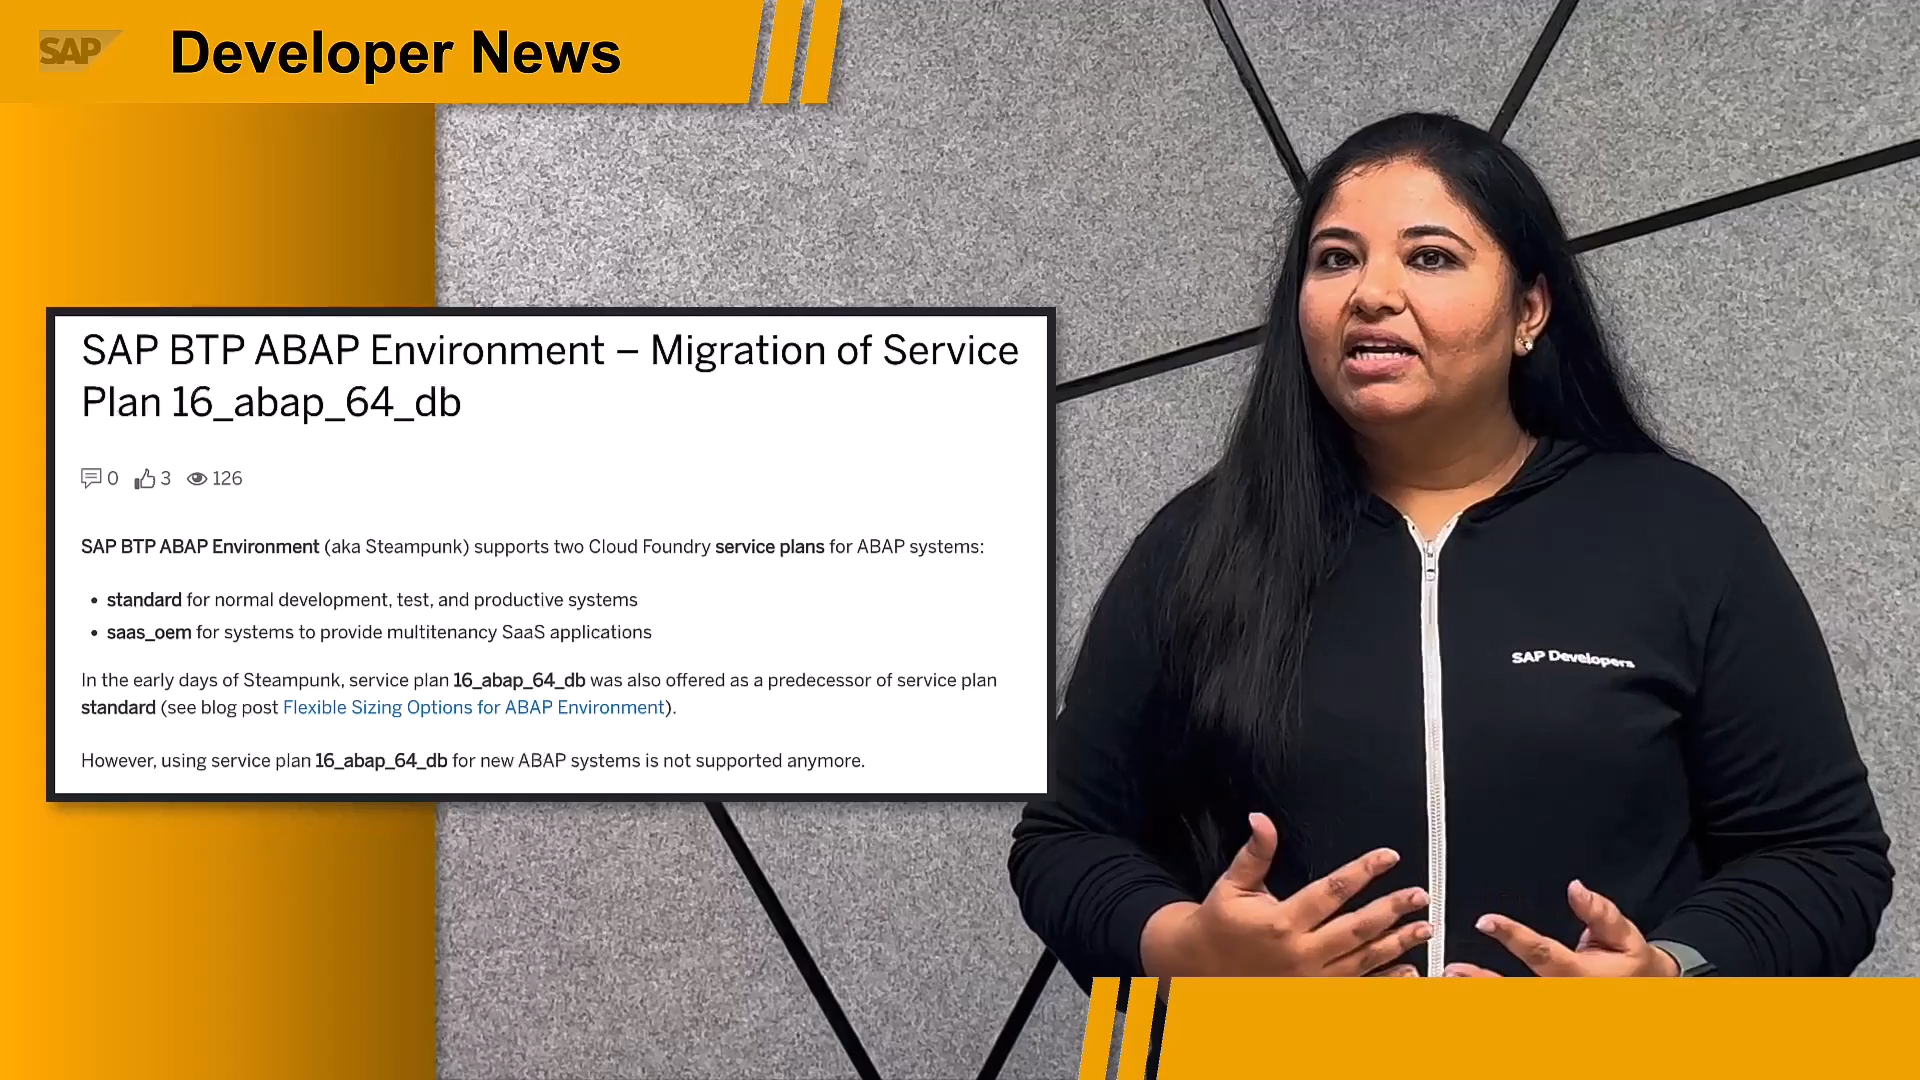 SAP
Developer News
SAP BTP ABAP Environment – Migration of Service
Plan 16_abap_64_db
0 3 126
SAP BTP ABAP Environment (aka Steampunk) supports two Cloud Foundry service plans for ABAP systems:
• standard for normal development, test, and productive systems
• saas_oem for systems to provide multitenancy SaaS applications
In the early days of Steampunk, service plan 16_abap_64_db was also offered as a predecessor of service plan
standard (see blog post Flexible Sizing Options for ABAP Environment).
However, using service plan 16_abap_64_db for new ABAP systems is not supported anymore.
SAP Developers